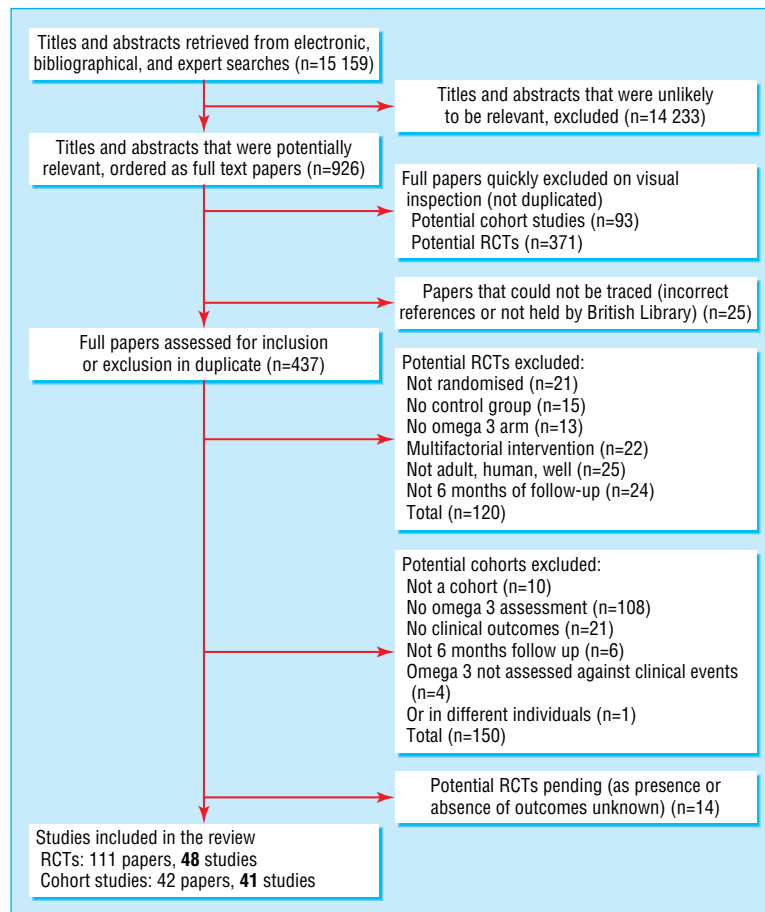 Titles and abstracts retrieved from electronic,
bibliographical, and expert searches (n=15 159)
Titles and abstracts that were unlikely
to be relevant, excluded (n=14 233)
Titles and abstracts that were potentially
relevant, ordered as full text papers (n=926)
Full papers quickly excluded on visual
inspection (not duplicated)
Potential cohort studies (n=93)
Potential RCTs (n=371)
Papers that could not be traced (incorrect
references or not held by British Library) (n=25)
Full papers assessed for inclusion
or exclusion in duplicate (n=437)
Potential RCTs excluded:
Not randomised (n=21)
No control group (n=15)
No omega 3 arm (n=13)
Multifactorial intervention (n=22)
Not adult, human, well (n=25)
Not 6 months of follow-up (n=24)
Total (n=120)
Potential cohorts excluded:
Not a cohort (n=10)
No omega 3 assessment (n=108)
No clinical outcomes (n=21)
Not 6 months follow up (n=6)
Omega 3 not assessed against clinical events
(n=4)
Or in different individuals (n=1)
Total (n=150)
Potential RCTs pending (as presence or
absence of outcomes unknown) (n=14)
Studies included in the review
RCTs: 111 papers, 48 studies
Cohort studies: 42 papers, 41 studies